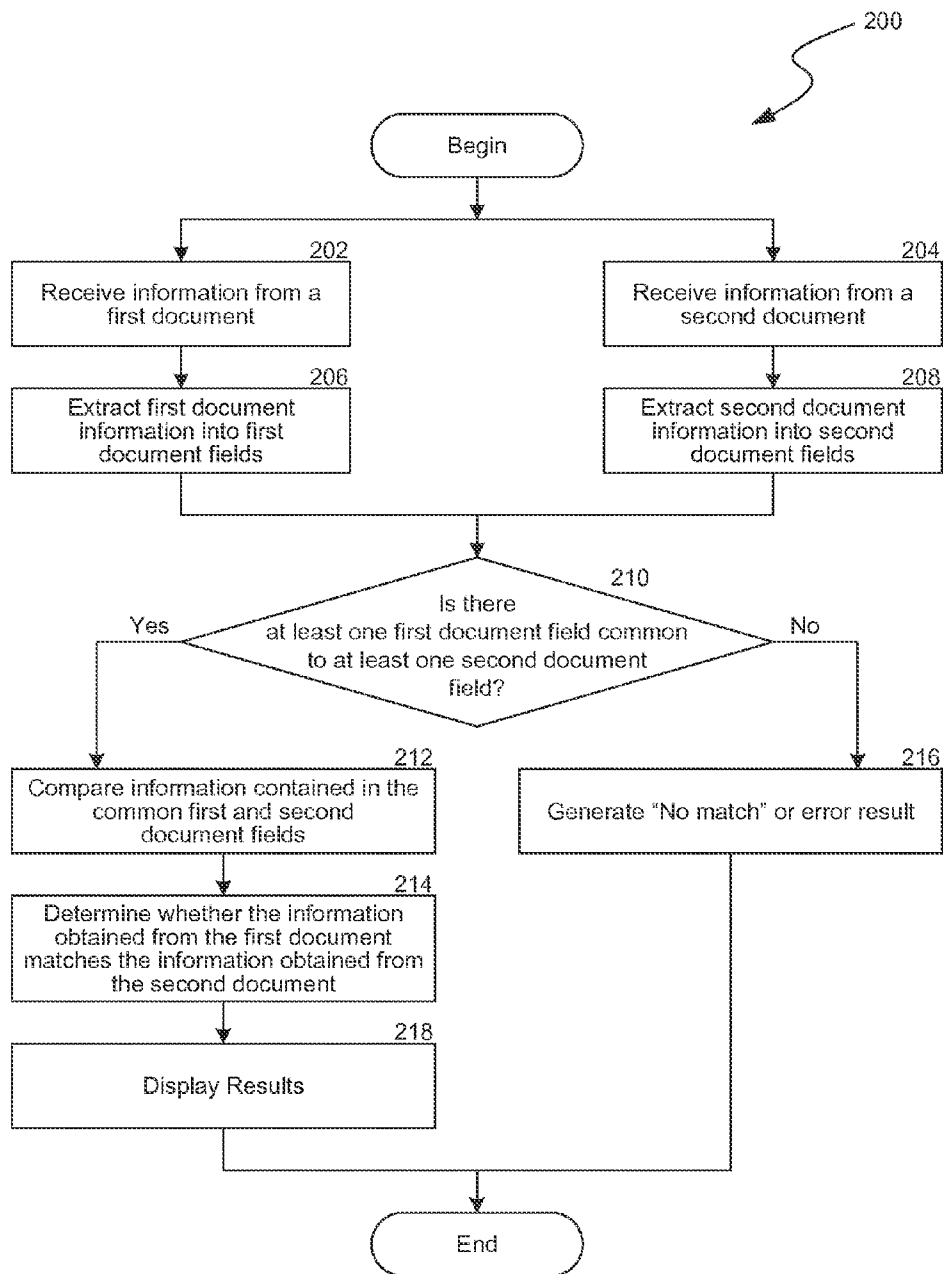 200
Begin
202
Receive information from a
first document
204
Receive information from a
second document
206
Extract first document
information into first
document fields
208
Extract second document
information into second
document fields
210
Is there
at least one first document field common
to at least one second document
field?
Yes
No
212
Compare information contained in the
common first and second
document fields
216
Generate “No match” or error result
214
Determine whether the information
obtained from the first document
matches the information obtained from
the second document
218
Display Results
End